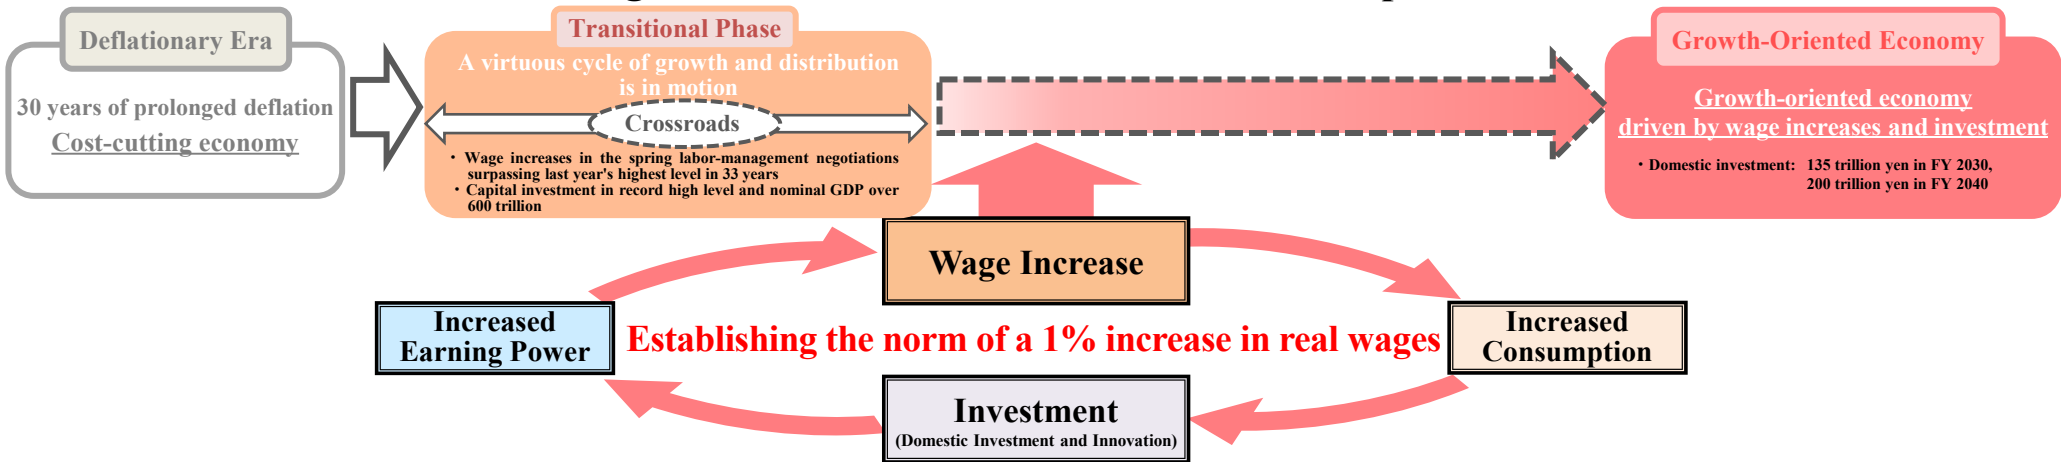 Deflationary Era
30 years of prolonged deflation
Cost-cutting economy
Transitional Phase
A virtuous cycle of growth and distribution
is in motion
Crossroads
・Wage increases in the spring labor-management negotiations
surpassing last year's highest level in 33 years
・Capital investment in record high level and nominal GDP over
600 trillion
Growth-Oriented Economy
Growth-oriented economy
driven by wage increases and investment
・Domestic investment: 135 trillion yen in FY 2030,
200 trillion yen in FY 2040
Wage Increase
Increased
Earning Power
Establishing the norm of a 1% increase in real wages
Increased
Consumption
Investment
(Domestic Investment and Innovation)